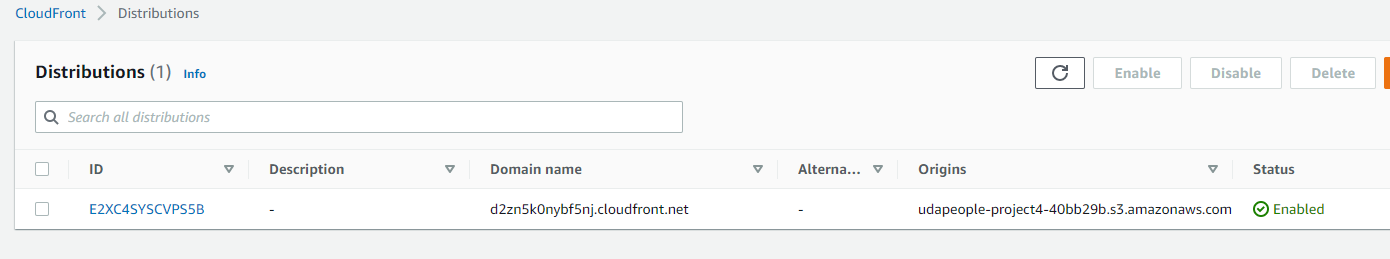 CloudFront > Distributions
Distributions (1) Info
Enable Disable Delete
Search all distributions
ID Description Domain name Alterna... Origins Status
E2XC4SYSCVPS5B - d2zn5k0nybf5nj.cloudfront.net - udapeople-project4-40bb29b.s3.amazonaws.com Enabled